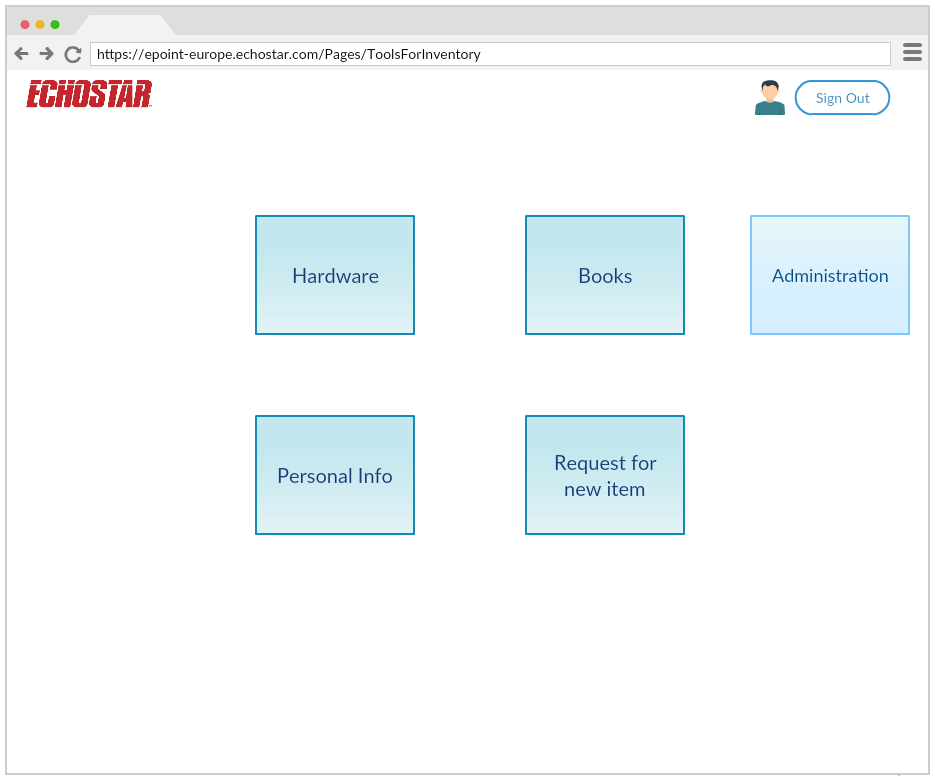 https://epoint-europe.echostar.com/Pages/ToolsForInventory
ECHOSTAR
Sign Out
Hardware
Books
Administration
Personal Info
Request for
new item